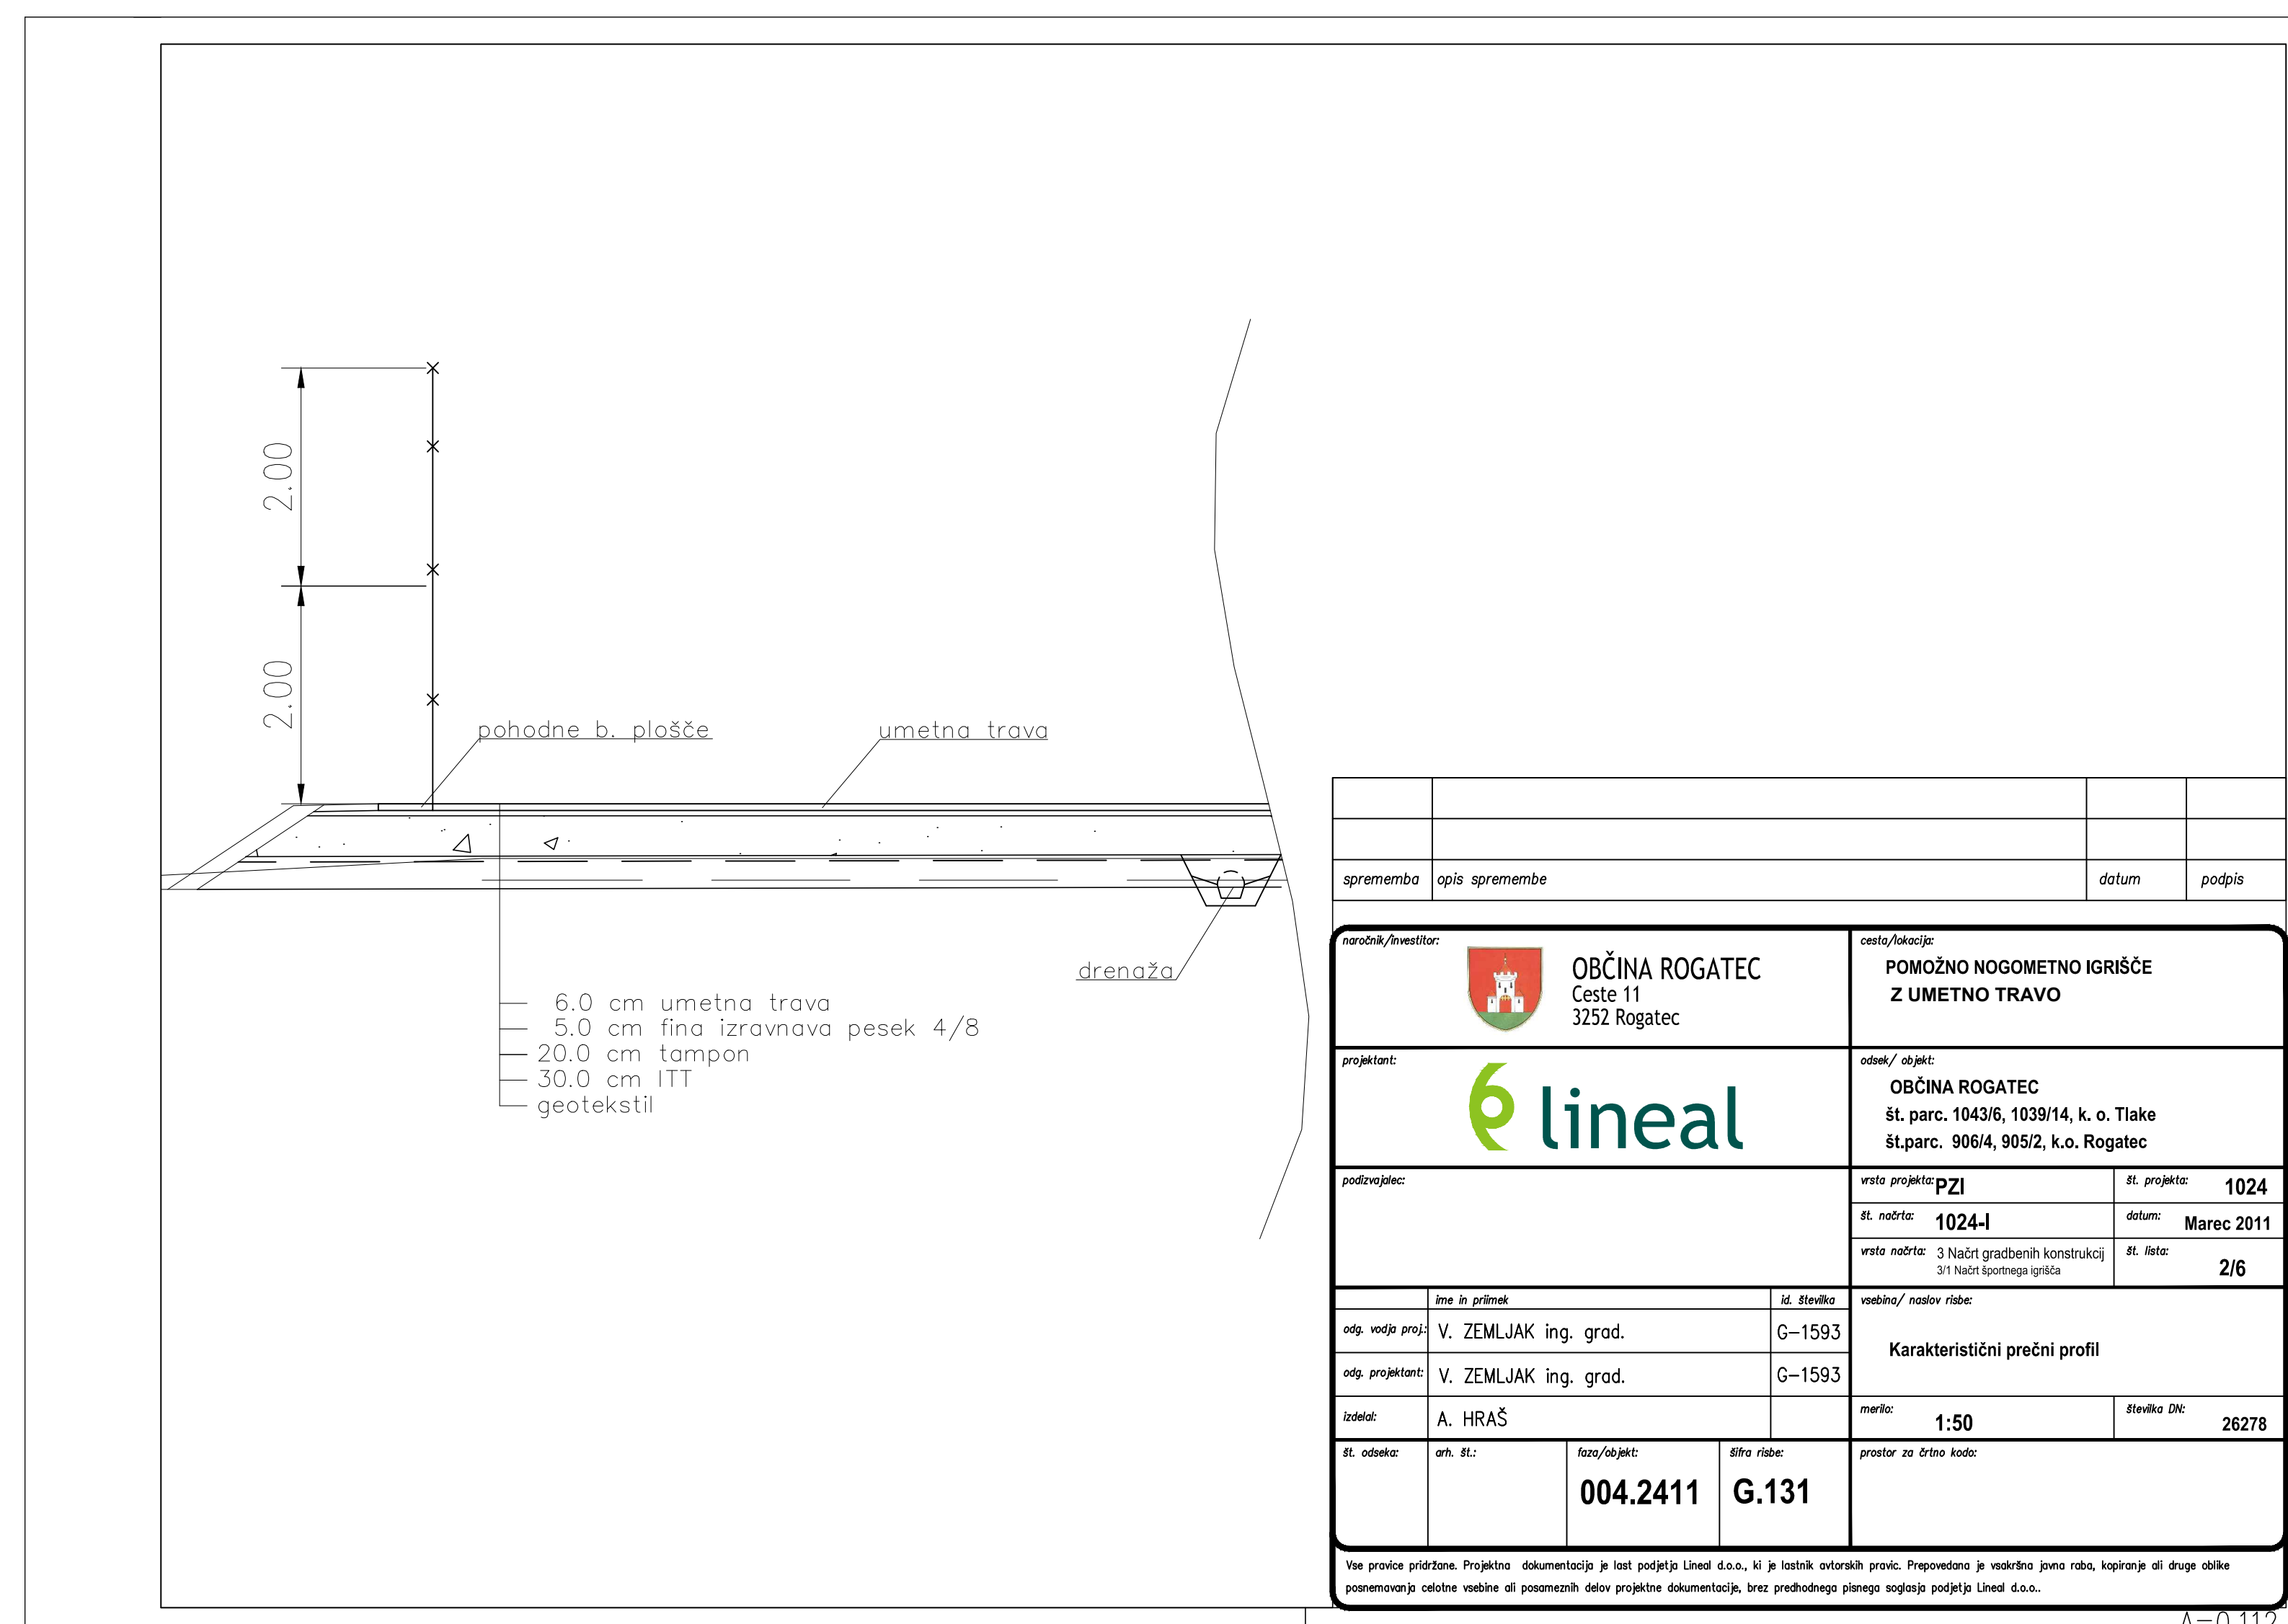 2.00
2.00
pohodne b. plošče
umetna trava
drenaža
6.0 cm umetna trava
5.0 cm fina izravnava pesek 4/8
20.0 cm tampon
30.0 cm ITT
geotekstil
sprememba opis spremembe datum podpis
naročnik/investitor:
OBČINA ROGATEC
Ceste 11
3252 Rogatec
cesta/lokacija:
POMOŽNO NOGOMETNO IGRIŠČE
Z UMETNO TRAVO
projektant:
lineal
odsek/ objekt:
OBČINA ROGATEC
št. parc. 1043/6, 1039/14, k. o. Tlake
št.parc. 906/4, 905/2, k.o. Rogatec
podizvajalec:
vrsta projekta: PZI št. projekta: 1024
št. načrta: 1024-I datum: Marec 2011
vrsta načrta: 3 Načrt gradbenih konstrukcij
3/1 Načrt športnega igrišča
št. lista: 2/6
ime in priimek id. številka
odg. vodja proj.: V. ZEMLJAK ing. grad. G-1593
odg. projektant: V. ZEMLJAK ing. grad. G-1593
izdelal: A. HRAŠ
vsebina/ naslov risbe:
Karakteristični prečni profil
merilo: 1:50 številka DN: 26278
št. odseka: arh. št.: faza/objekt: šifra risbe: prostor za črtno kodo:
004.2411 G.131
Vse pravice pridržane. Projektna dokumentacija je last podjetja Lineal d.o.o., ki je lastnik avtorskih pravic. Prepovedana je vsakršna javna raba, kopiranje ali druge oblike
posnemavanja celotne vsebine ali posameznih delov projektne dokumentacije, brez predhodnega pisnega soglasja podjetja Lineal d.o.o..
A-0.112